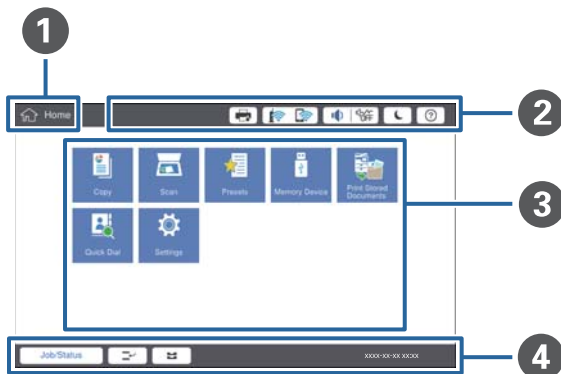 1
Home
OFF
?
2
Copy
Scan
Presets
Memory Device
Print Stored
Documents
3
Quick Dial
Settings
Job/Status
xxxx-xx-xx xx:xx
4